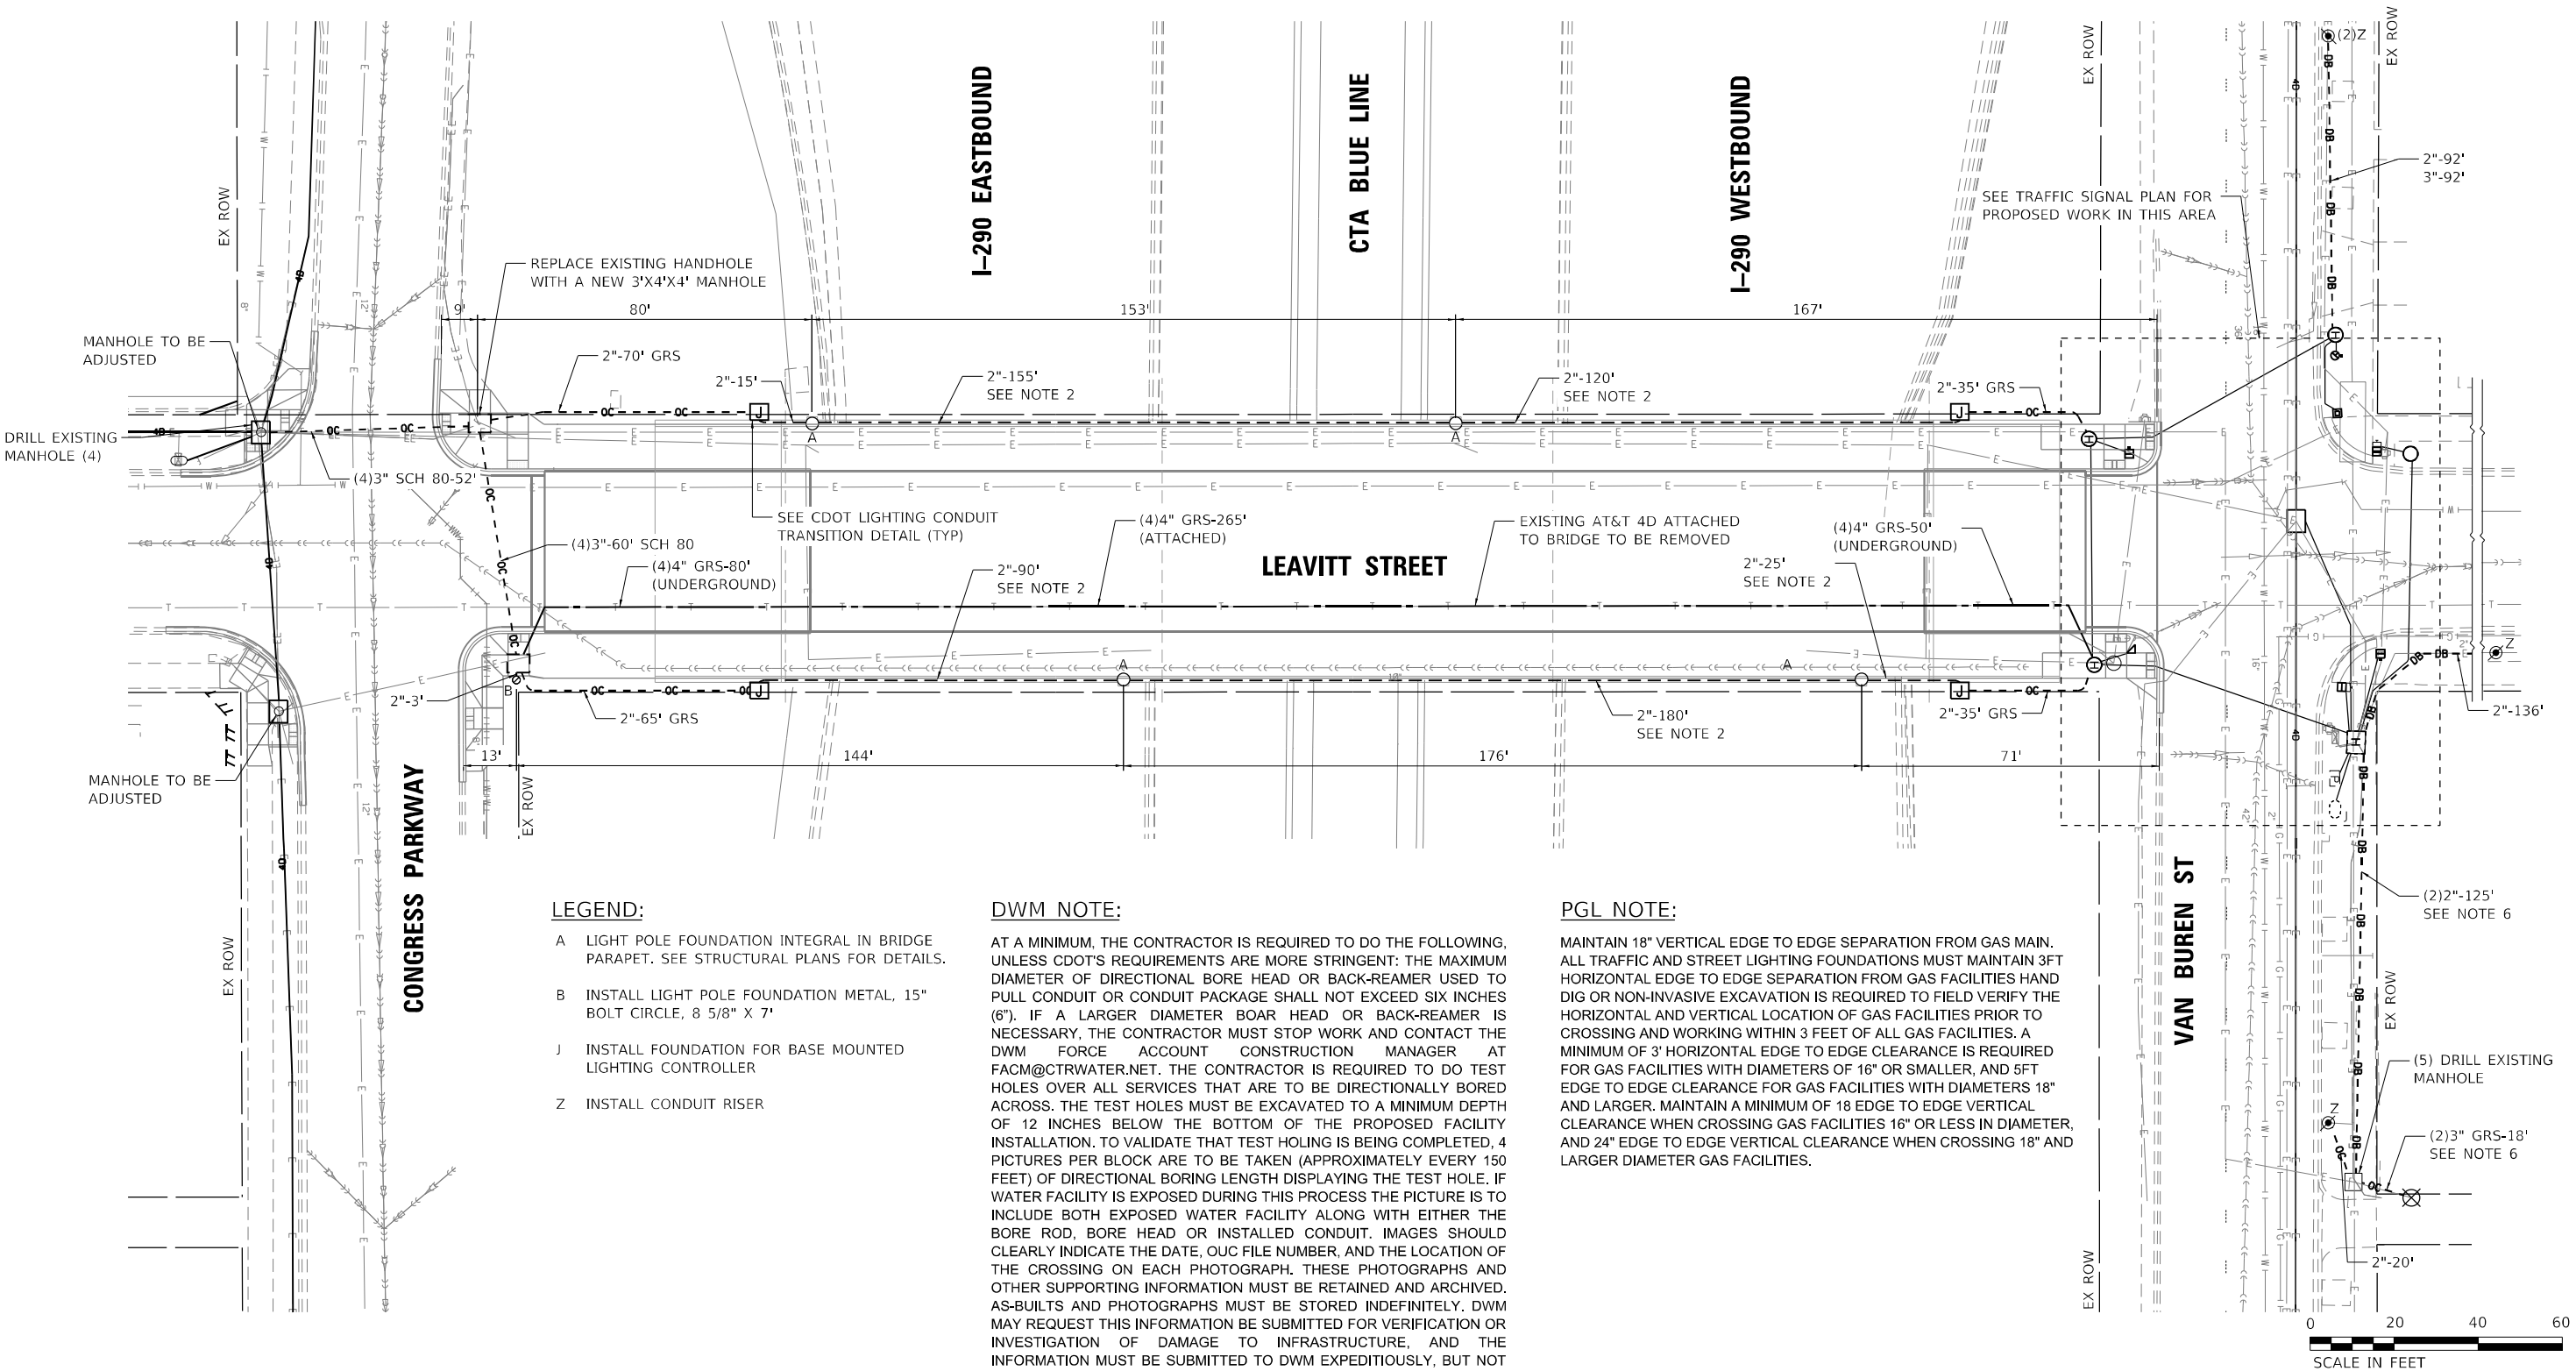 EX ROW
EX ROW
EX ROW
(2)Z
I-290 EASTBOUND
CTA BLUE LINE
I-290 WESTBOUND
2"-92'
3"-92'
SEE TRAFFIC SIGNAL PLAN FOR
PROPOSED WORK IN THIS AREA
REPLACE EXISTING HANDHOLE
WITH A NEW 3'X4'X4' MANHOLE
9'
80'
153'
167'
MANHOLE TO BE
ADJUSTED
2"-70' GRS
2"-15'
2"-155'
SEE NOTE 2
2"-120'
SEE NOTE 2
2"-35' GRS
J
J
A
A
H
H
DRILL EXISTING
MANHOLE (4)
(4)3" SCH 80-52'
SEE CDOT LIGHTING CONDUIT
TRANSITION DETAIL (TYP)
(4)4" GRS-265'
(ATTACHED)
EXISTING AT&T 4D ATTACHED
TO BRIDGE TO BE REMOVED
(4)4" GRS-50'
(UNDERGROUND)
(4)3"-60' SCH 80
(4)4" GRS-80'
(UNDERGROUND)
LEAVITT STREET
2"-90'
SEE NOTE 2
2"-25'
SEE NOTE 2
A
A
H
Z
2"-3'
B
J
J
2"-65' GRS
2"-180'
SEE NOTE 2
2"-35' GRS
2"-136'
H
13'
144'
176'
71'
MANHOLE TO BE
ADJUSTED
EX ROW
CONGRESS PARKWAY
VAN BUREN ST
EX ROW
EX ROW
EX ROW
(2)2"-125'
SEE NOTE 6
(5) DRILL EXISTING
MANHOLE
Z
(2)3" GRS-18'
SEE NOTE 6
2"-20'
LEGEND:
A LIGHT POLE FOUNDATION INTEGRAL IN BRIDGE
PARAPET. SEE STRUCTURAL PLANS FOR DETAILS.
B INSTALL LIGHT POLE FOUNDATION METAL, 15"
BOLT CIRCLE, 8 5/8" X 7'
J INSTALL FOUNDATION FOR BASE MOUNTED
LIGHTING CONTROLLER
Z INSTALL CONDUIT RISER
DWM NOTE:
AT A MINIMUM, THE CONTRACTOR IS REQUIRED TO DO THE FOLLOWING,
UNLESS CDOT'S REQUIREMENTS ARE MORE STRINGENT: THE MAXIMUM
DIAMETER OF DIRECTIONAL BORE HEAD OR BACK-REAMER USED TO
PULL CONDUIT OR CONDUIT PACKAGE SHALL NOT EXCEED SIX INCHES
(6"). IF A LARGER DIAMETER BOAR HEAD OR BACK-REAMER IS
NECESSARY, THE CONTRACTOR MUST STOP WORK AND CONTACT THE
DWM FORCE ACCOUNT CONSTRUCTION MANAGER AT
FACM@CTRWATER.NET. THE CONTRACTOR IS REQUIRED TO DO TEST
HOLES OVER ALL SERVICES THAT ARE TO BE DIRECTIONALLY BORED
ACROSS. THE TEST HOLES MUST BE EXCAVATED TO A MINIMUM DEPTH
OF 12 INCHES BELOW THE BOTTOM OF THE PROPOSED FACILITY
INSTALLATION. TO VALIDATE THAT TEST HOLING IS BEING COMPLETED, 4
PICTURES PER BLOCK ARE TO BE TAKEN (APPROXIMATELY EVERY 150
FEET) OF DIRECTIONAL BORING LENGTH DISPLAYING THE TEST HOLE. IF
WATER FACILITY IS EXPOSED DURING THIS PROCESS THE PICTURE IS TO
INCLUDE BOTH EXPOSED WATER FACILITY ALONG WITH EITHER THE
BORE ROD, BORE HEAD OR INSTALLED CONDUIT. IMAGES SHOULD
CLEARLY INDICATE THE DATE, OUC FILE NUMBER, AND THE LOCATION OF
THE CROSSING ON EACH PHOTOGRAPH. THESE PHOTOGRAPHS AND
OTHER SUPPORTING INFORMATION MUST BE RETAINED AND ARCHIVED.
AS-BUILTS AND PHOTOGRAPHS MUST BE STORED INDEFINITELY. DWM
MAY REQUEST THIS INFORMATION BE SUBMITTED FOR VERIFICATION OR
INVESTIGATION OF DAMAGE TO INFRASTRUCTURE, AND THE
INFORMATION MUST BE SUBMITTED TO DWM EXPEDITIOUSLY, BUT NOT
PGL NOTE:
MAINTAIN 18" VERTICAL EDGE TO EDGE SEPARATION FROM GAS MAIN.
ALL TRAFFIC AND STREET LIGHTING FOUNDATIONS MUST MAINTAIN 3FT
HORIZONTAL EDGE TO EDGE SEPARATION FROM GAS FACILITIES HAND
DIG OR NON-INVASIVE EXCAVATION IS REQUIRED TO FIELD VERIFY THE
HORIZONTAL AND VERTICAL LOCATION OF GAS FACILITIES PRIOR TO
CROSSING AND WORKING WITHIN 3 FEET OF ALL GAS FACILITIES. A
MINIMUM OF 3' HORIZONTAL EDGE TO EDGE CLEARANCE IS REQUIRED
FOR GAS FACILITIES WITH DIAMETERS OF 16" OR SMALLER, AND 5FT
EDGE TO EDGE CLEARANCE FOR GAS FACILITIES WITH DIAMETERS 18"
AND LARGER. MAINTAIN A MINIMUM OF 18 EDGE TO EDGE VERTICAL
CLEARANCE WHEN CROSSING GAS FACILITIES 16" OR LESS IN DIAMETER,
AND 24" EDGE TO EDGE VERTICAL CLEARANCE WHEN CROSSING 18" AND
LARGER DIAMETER GAS FACILITIES.
0 20 40 60
SCALE IN FEET